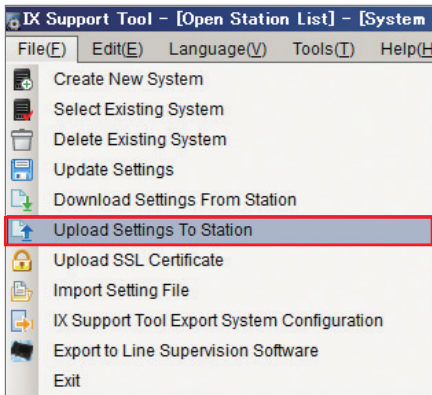 IX Support Tool - [Open Station List] - [System
File(F) Edit(E) Language(V) Tools(T) Help(H
Create New System
Select Existing System
Delete Existing System
Update Settings
Download Settings From Station
Upload Settings To Station
Upload SSL Certificate
Import Setting File
IX Support Tool Export System Configuration
Export to Line Supervision Software
Exit